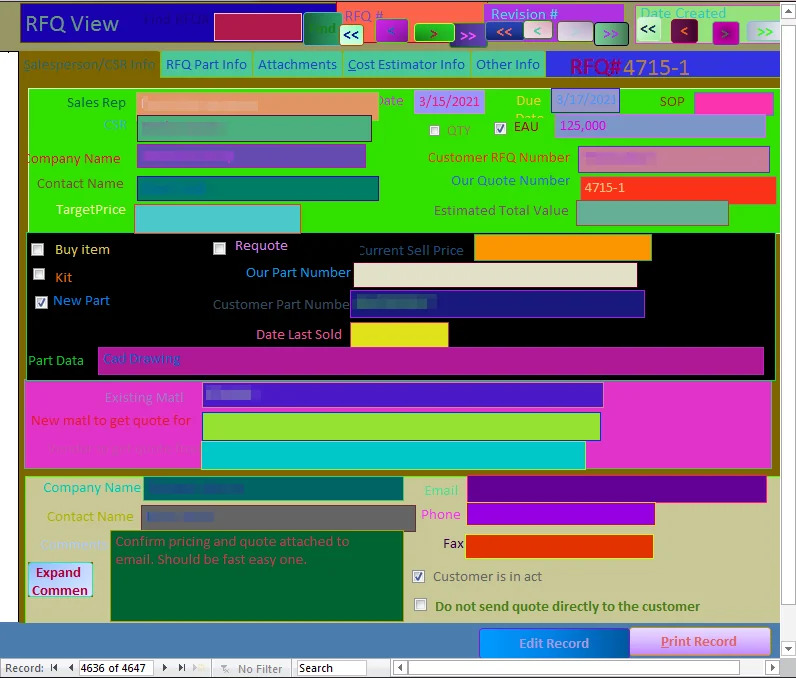 RFQ View
RFQ #
Revision #
Date Created
<< < > >> << < >> << < > >>
Salesperson/CSR Info RFQ Part Info Attachments Cost Estimator Info Other Info
RFQ# 4715-1
Sales Rep Date 3/15/2021 Due Date 3/17/2021 SOP
CSR QTY EAU 125,000
Company Name Customer RFQ Number
Contact Name Our Quote Number 4715-1
TargetPrice Estimated Total Value
Buy item Requote Current Sell Price
Kit Our Part Number
New Part Customer Part Numbe
Date Last Sold
Part Data Cad Drawing
Existing Matl
New matl to get quote for
Company Name Email
Contact Name Phone
Comments Confirm pricing and quote attached to
email. Should be fast easy one.
Fax
Expand
Commen
Customer is in act
Do not send quote directly to the customer
Edit Record Print Record
Record: 4636 of 4647 No Filter Search